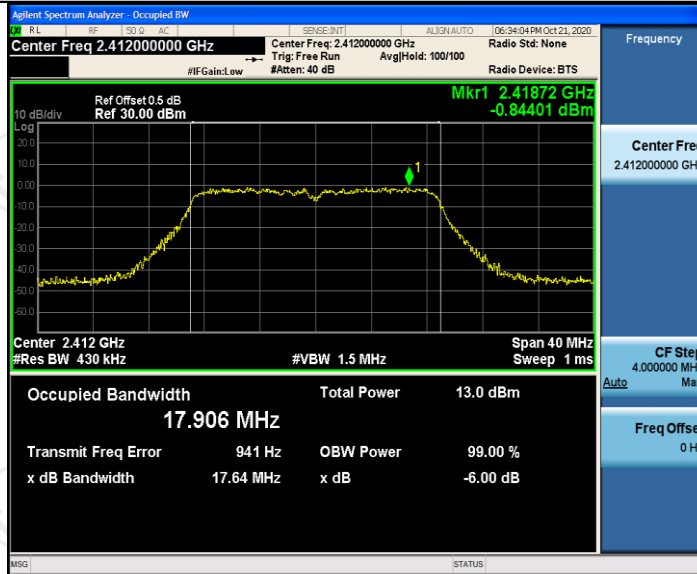 Agilent Spectrum Analyzer - Occupied BW
RL RF 50 Ω AC SENSE:INT ALIGN AUTO 06:34:04 PM Oct 21, 2020
Center Freq 2.412000000 GHz Center Freq: 2.412000000 GHz Radio Std: None
Trig: Free Run Avg|Hold: 100/100
#IFGain:Low #Atten: 40 dB Radio Device: BTS
Ref Offset 0.5 dB Mkr1 2.41872 GHz
10 dB/div Ref 30.00 dBm -0.84401 dBm
Log
20.0
10.0
1
0.00
-10.0
-20.0
-30.0
-40.0
-50.0
-60.0
Center 2.412 GHz Span 40 MHz
#Res BW 430 kHz #VBW 1.5 MHz Sweep 1 ms
Occupied Bandwidth Total Power 13.0 dBm
17.906 MHz
Transmit Freq Error 941 Hz OBW Power 99.00 %
x dB Bandwidth 17.64 MHz x dB -6.00 dB
MSG STATUS
Frequency
Center Fre
2.412000000 GH
CF Step
4.000000 MH
Auto Ma
Freq Offse
0 H